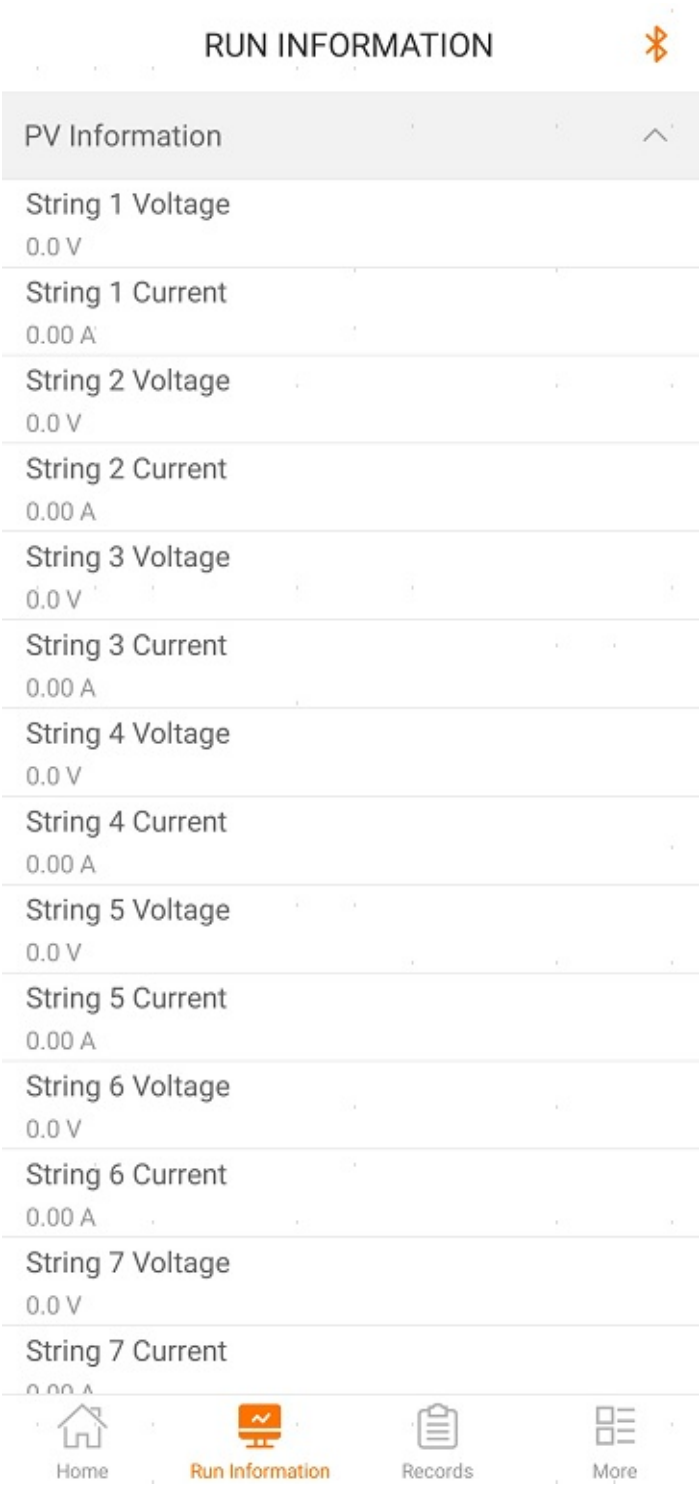 RUN INFORMATION
PV Information
String 1 Voltage
0.0 V
String 1 Current
0.00 A
String 2 Voltage
0.0 V
String 2 Current
0.00 A
String 3 Voltage
0.0 V
String 3 Current
0.00 A
String 4 Voltage
0.0 V
String 4 Current
0.00 A
String 5 Voltage
0.0 V
String 5 Current
0.00 A
String 6 Voltage
0.0 V
String 6 Current
0.00 A
String 7 Voltage
0.0 V
String 7 Current
0.00 A
Home Run Information Records More